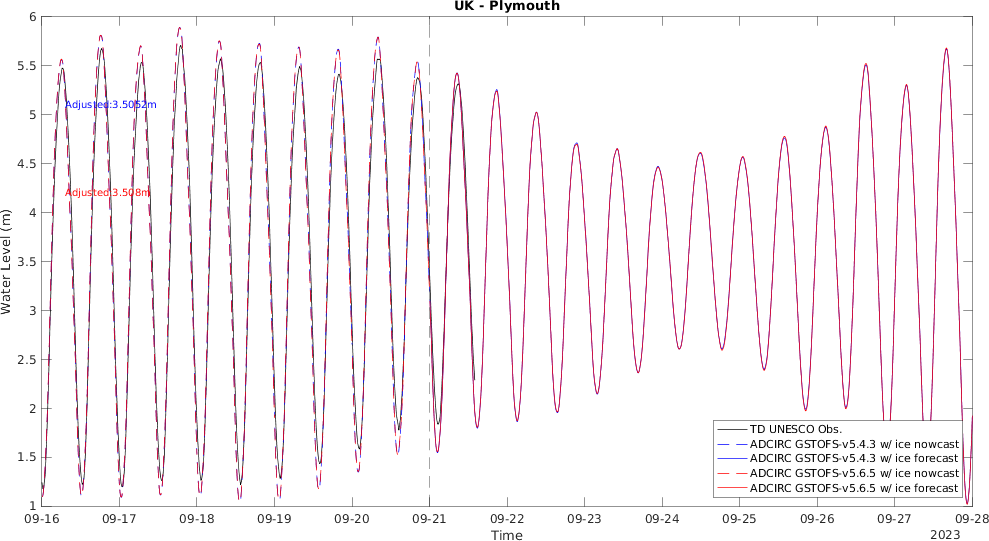 UK - Plymouth
6
5.5
5
4.5
4
3.5
3
2.5
2
1.5
1
Water Level (m)
Adjusted:3.5052m
Adjusted:3.508m
TD UNESCO Obs.
ADCIRC GSTOFS-v5.4.3 w/ ice nowcast
ADCIRC GSTOFS-v5.4.3 w/ ice forecast
ADCIRC GSTOFS-v5.6.5 w/ ice nowcast
ADCIRC GSTOFS-v5.6.5 w/ ice forecast
09-16 09-17 09-18 09-19 09-20 09-21 09-22 09-23 09-24 09-25 09-26 09-27 09-28
Time
2023